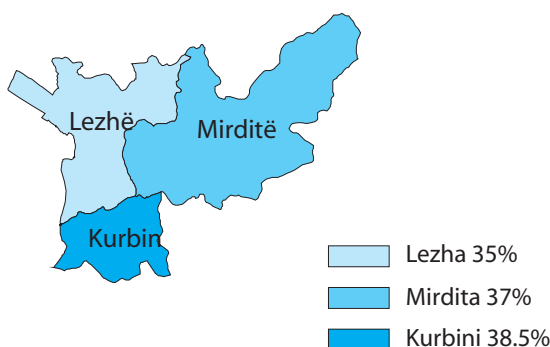 Lezhë
Mirditë
Kurbin
Lezha 35%
Mirdita 37%
Kurbini 38.5%